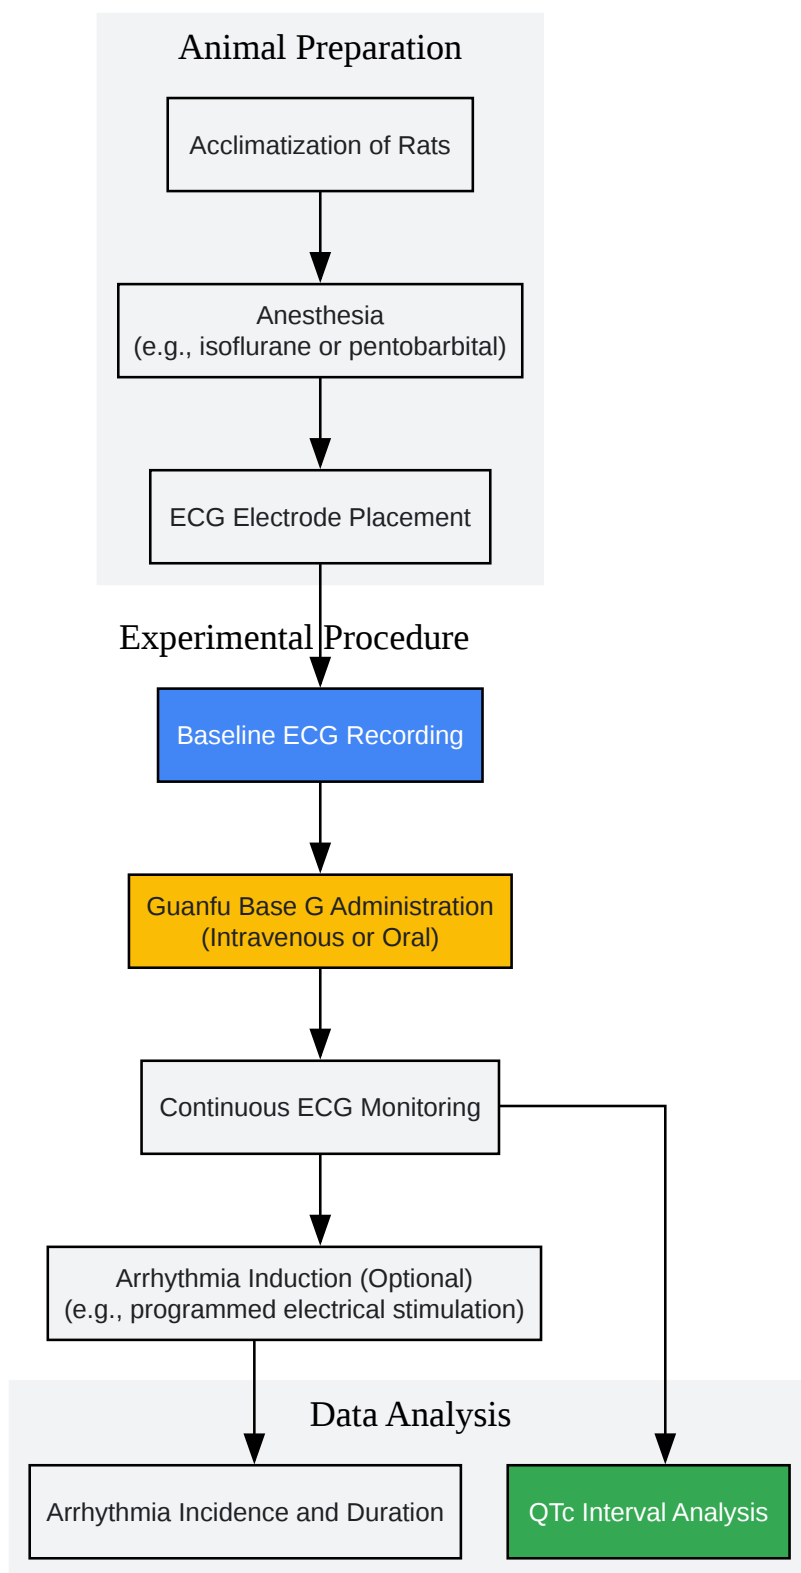 Animal Preparation
Acclimatization of Rats
Anesthesia
(e.g., isoflurane or pentobarbital)
ECG Electrode Placement
Experimental Procedure
Baseline ECG Recording
Guanfu Base G Administration
(Intravenous or Oral)
Continuous ECG Monitoring
Arrhythmia Induction (Optional)
(e.g., programmed electrical stimulation)
Data Analysis
Arrhythmia Incidence and Duration
QTc Interval Analysis